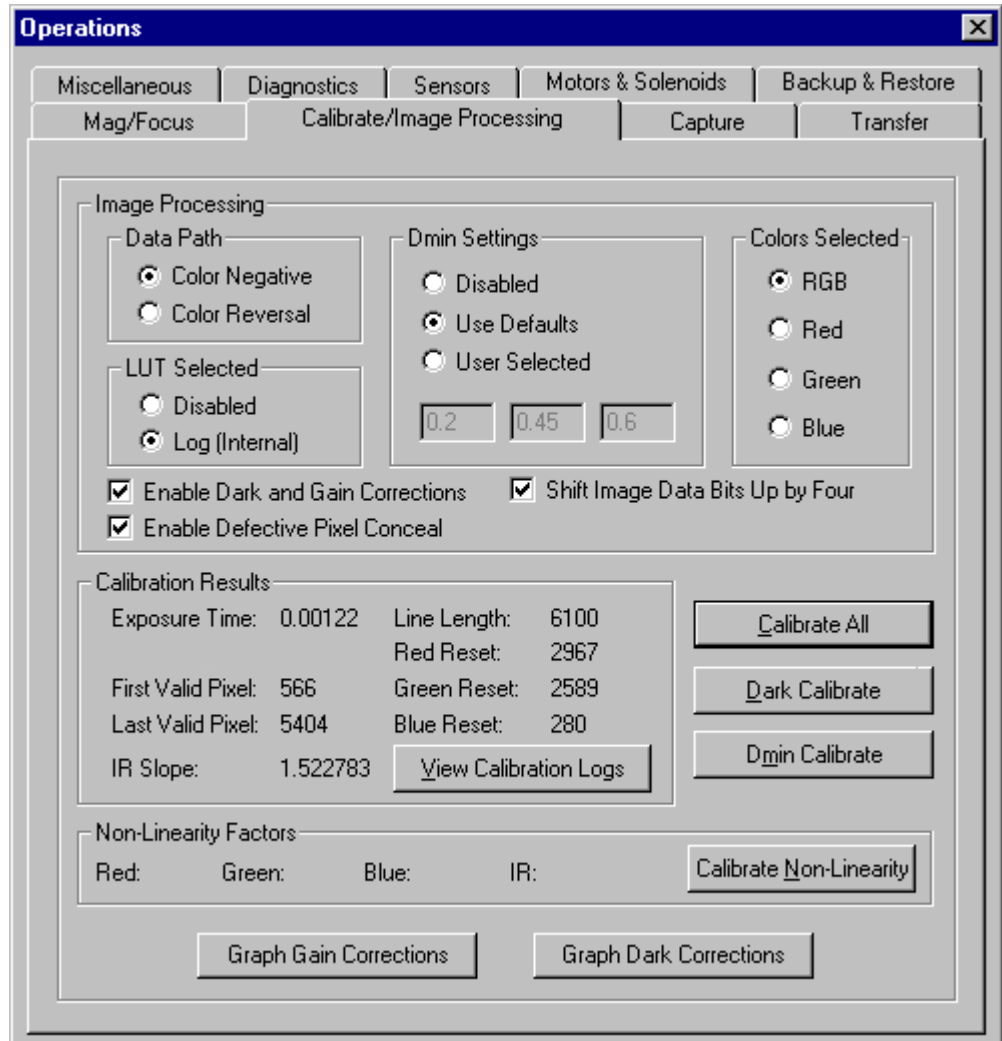 Operations
Miscellaneous Diagnostics Sensors Motors & Solenoids Backup & Restore
Mag/Focus Calibrate/Image Processing Capture Transfer
Image Processing
Data Path
Color Negative
Color Reversal
LUT Selected
Disabled
Log (Internal)
Dmin Settings
Disabled
Use Defaults
User Selected
0.2 0.45 0.6
Colors Selected
RGB
Red
Green
Blue
Enable Dark and Gain Corrections
Shift Image Data Bits Up by Four
Enable Defective Pixel Conceal
Calibration Results
Exposure Time: 0.00122 Line Length: 6100
Red Reset: 2967
First Valid Pixel: 566 Green Reset: 2589
Last Valid Pixel: 5404 Blue Reset: 280
IR Slope: 1.522783 View Calibration Logs
Calibrate All
Dark Calibrate
Dmin Calibrate
Non-Linearity Factors
Red: Green: Blue: IR: Calibrate Non-Linearity
Graph Gain Corrections Graph Dark Corrections